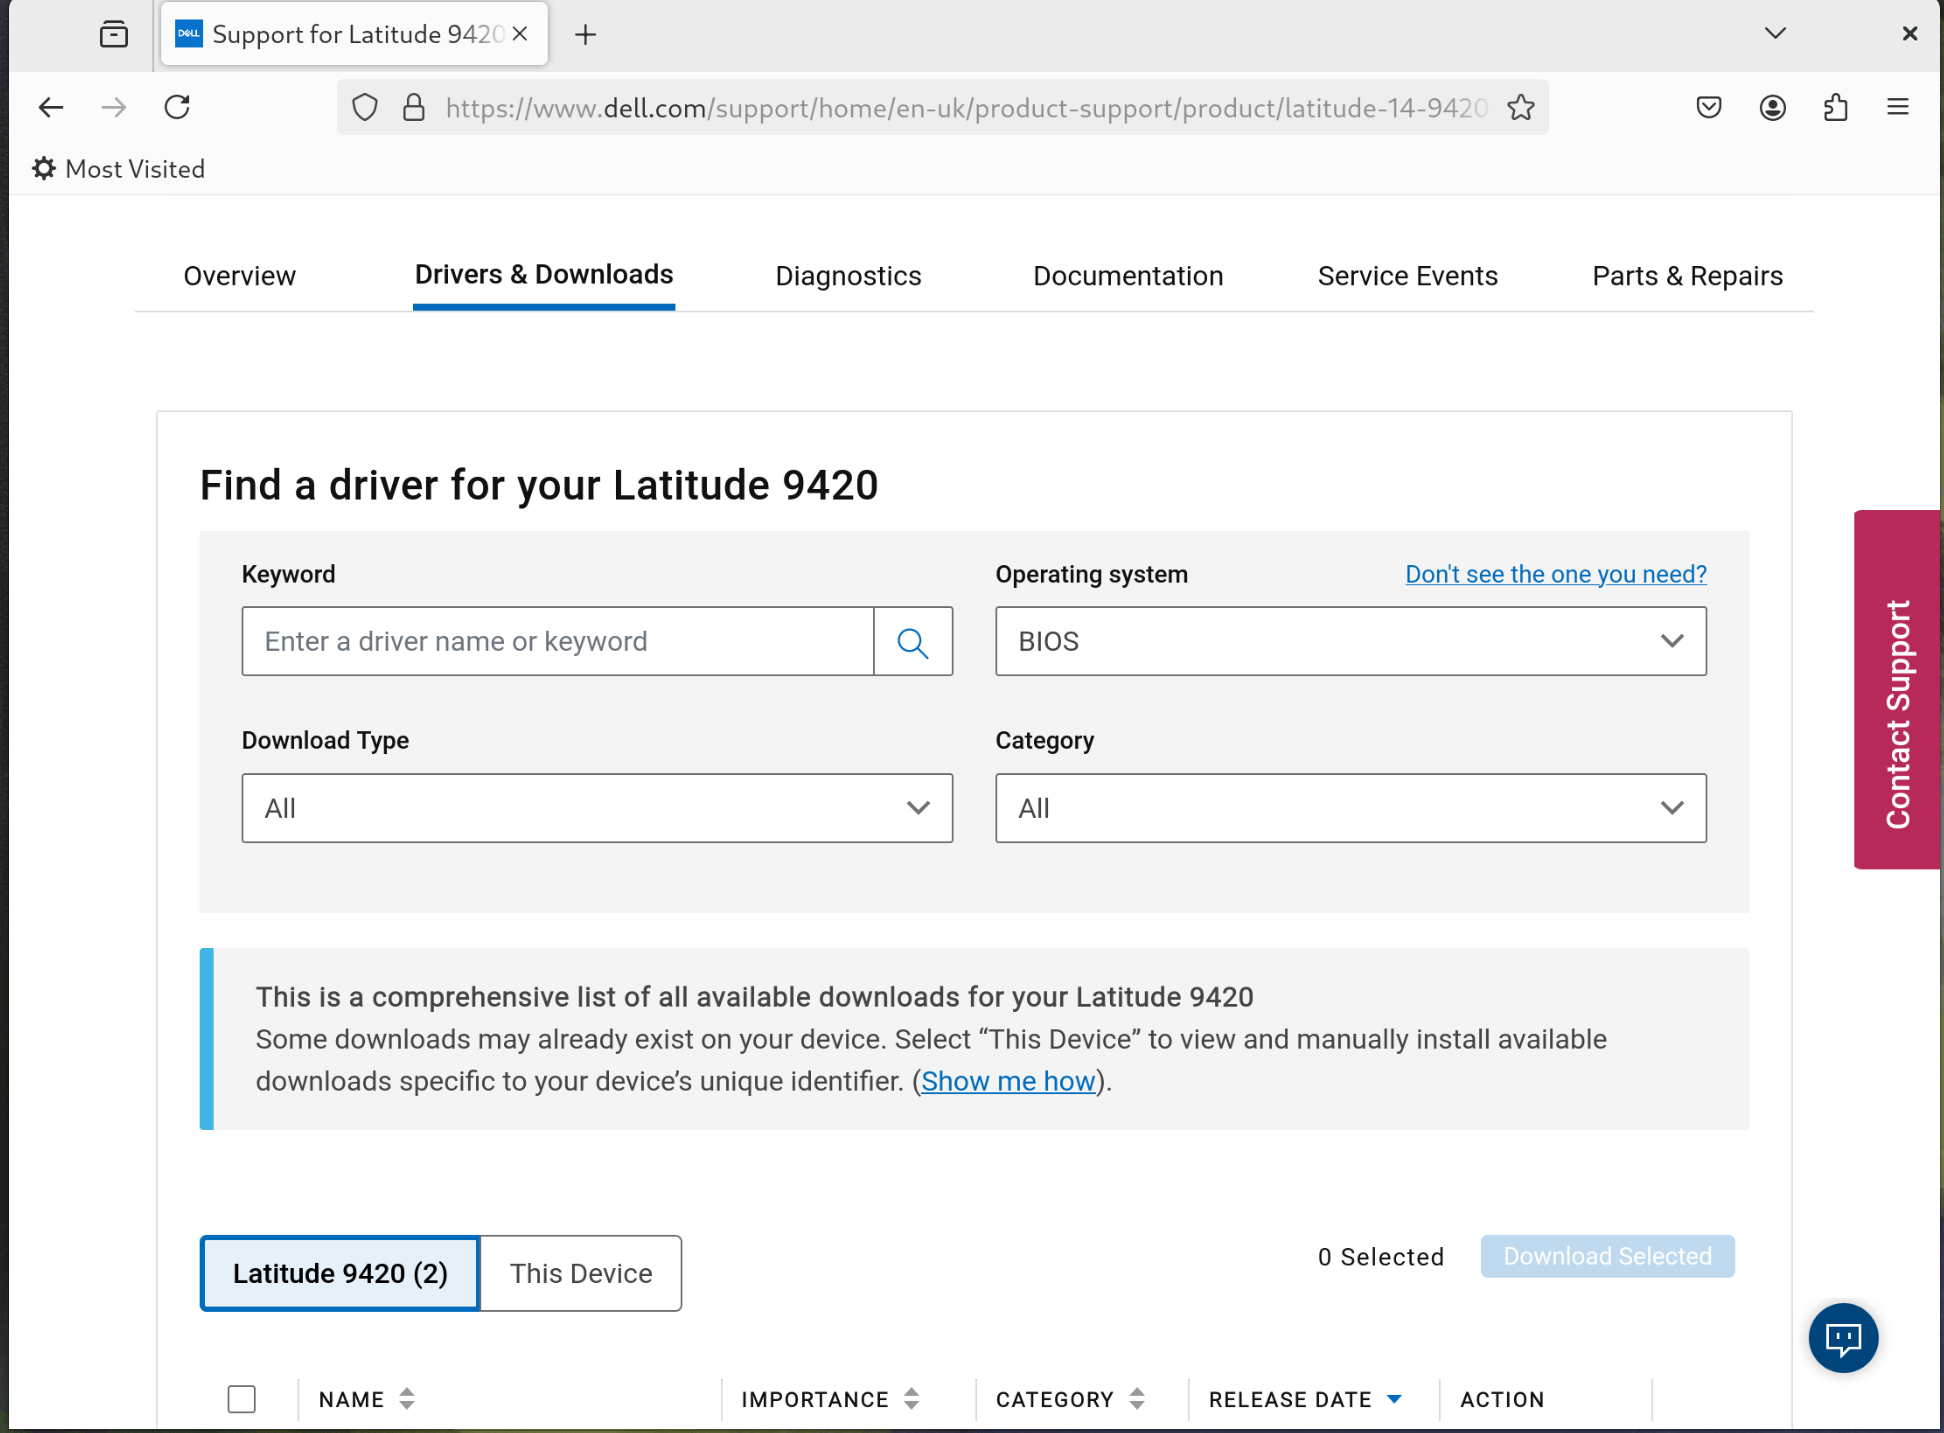 DELL Support for Latitude 9420
https://www.dell.com/support/home/en-uk/product-support/product/latitude-14-9420
Most Visited
Overview Drivers & Downloads Diagnostics Documentation Service Events Parts & Repairs
Find a driver for your Latitude 9420
Keyword Operating system Don't see the one you need?
Enter a driver name or keyword BIOS
Download Type Category
All All
Contact Support
This is a comprehensive list of all available downloads for your Latitude 9420
Some downloads may already exist on your device. Select “This Device” to view and manually install available
downloads specific to your device’s unique identifier. (Show me how).
Latitude 9420 (2) This Device 0 Selected Download Selected
NAME IMPORTANCE CATEGORY RELEASE DATE ACTION